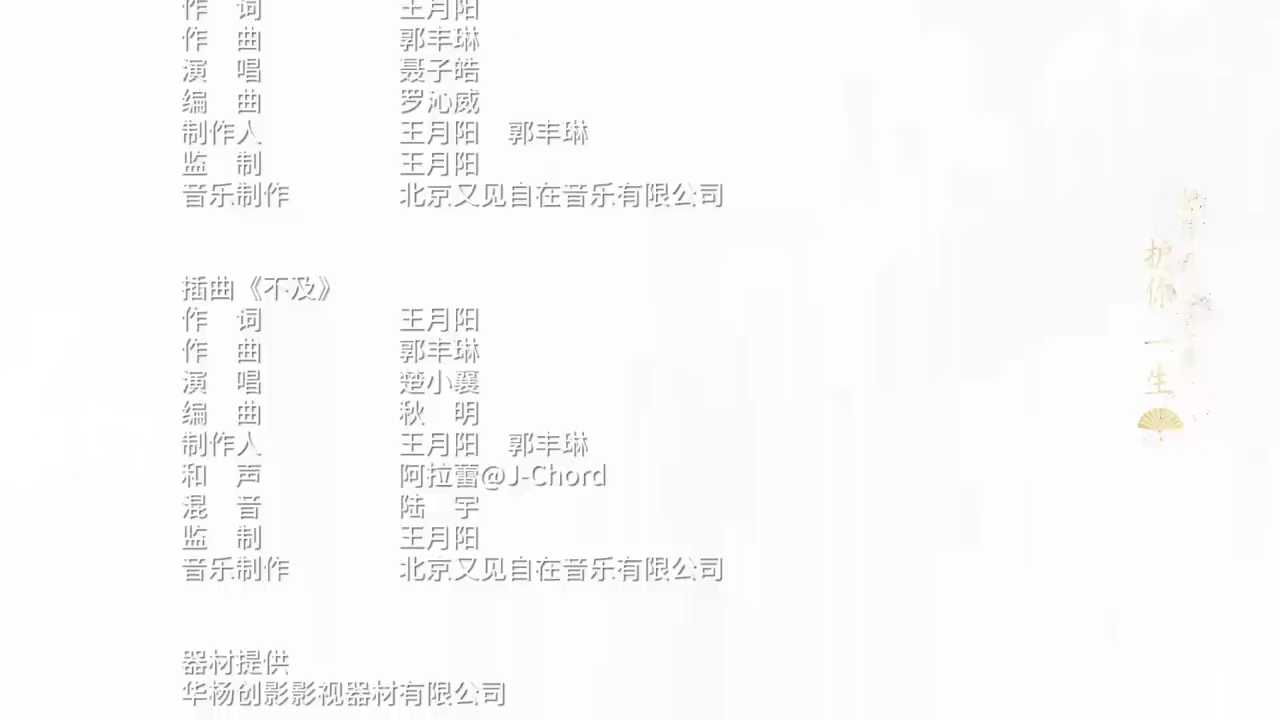 作 词 王月阳
作 曲 郭丰琳
演 唱 聂子皓
编 曲 罗沁威
制作人 王月阳 郭丰琳
监 制 王月阳
音乐制作 北京又见自在音乐有限公司
插曲《不及》
作 词 王月阳
作 曲 郭丰琳
演 唱 楚小襄
编 曲 秋 明
制作人 王月阳 郭丰琳
和 声 阿拉蕾@J-Chord
混 音 陆 宇
监 制 王月阳
音乐制作 北京又见自在音乐有限公司
器材提供
华杨创影影视器材有限公司
护你一生